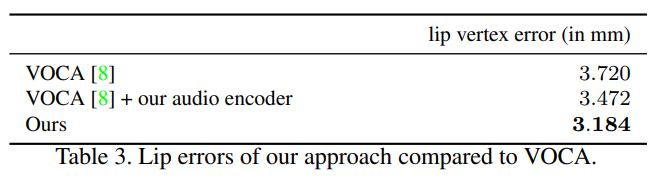 lip vertex error (in mm)
VOCA [8] 3.720
VOCA [8] + our audio encoder 3.472
Ours 3.184
Table 3. Lip errors of our approach compared to VOCA.